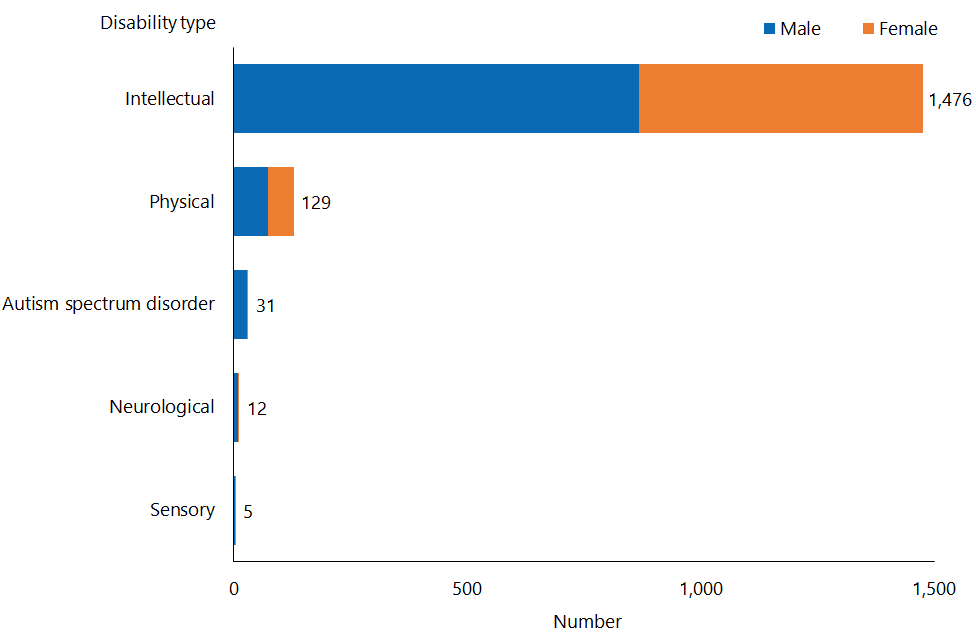 Disability type
Male Female
Intellectual 1,476
Physical 129
Autism spectrum disorder 31
Neurological 12
Sensory 5
0 500 1,000 1,500
Number